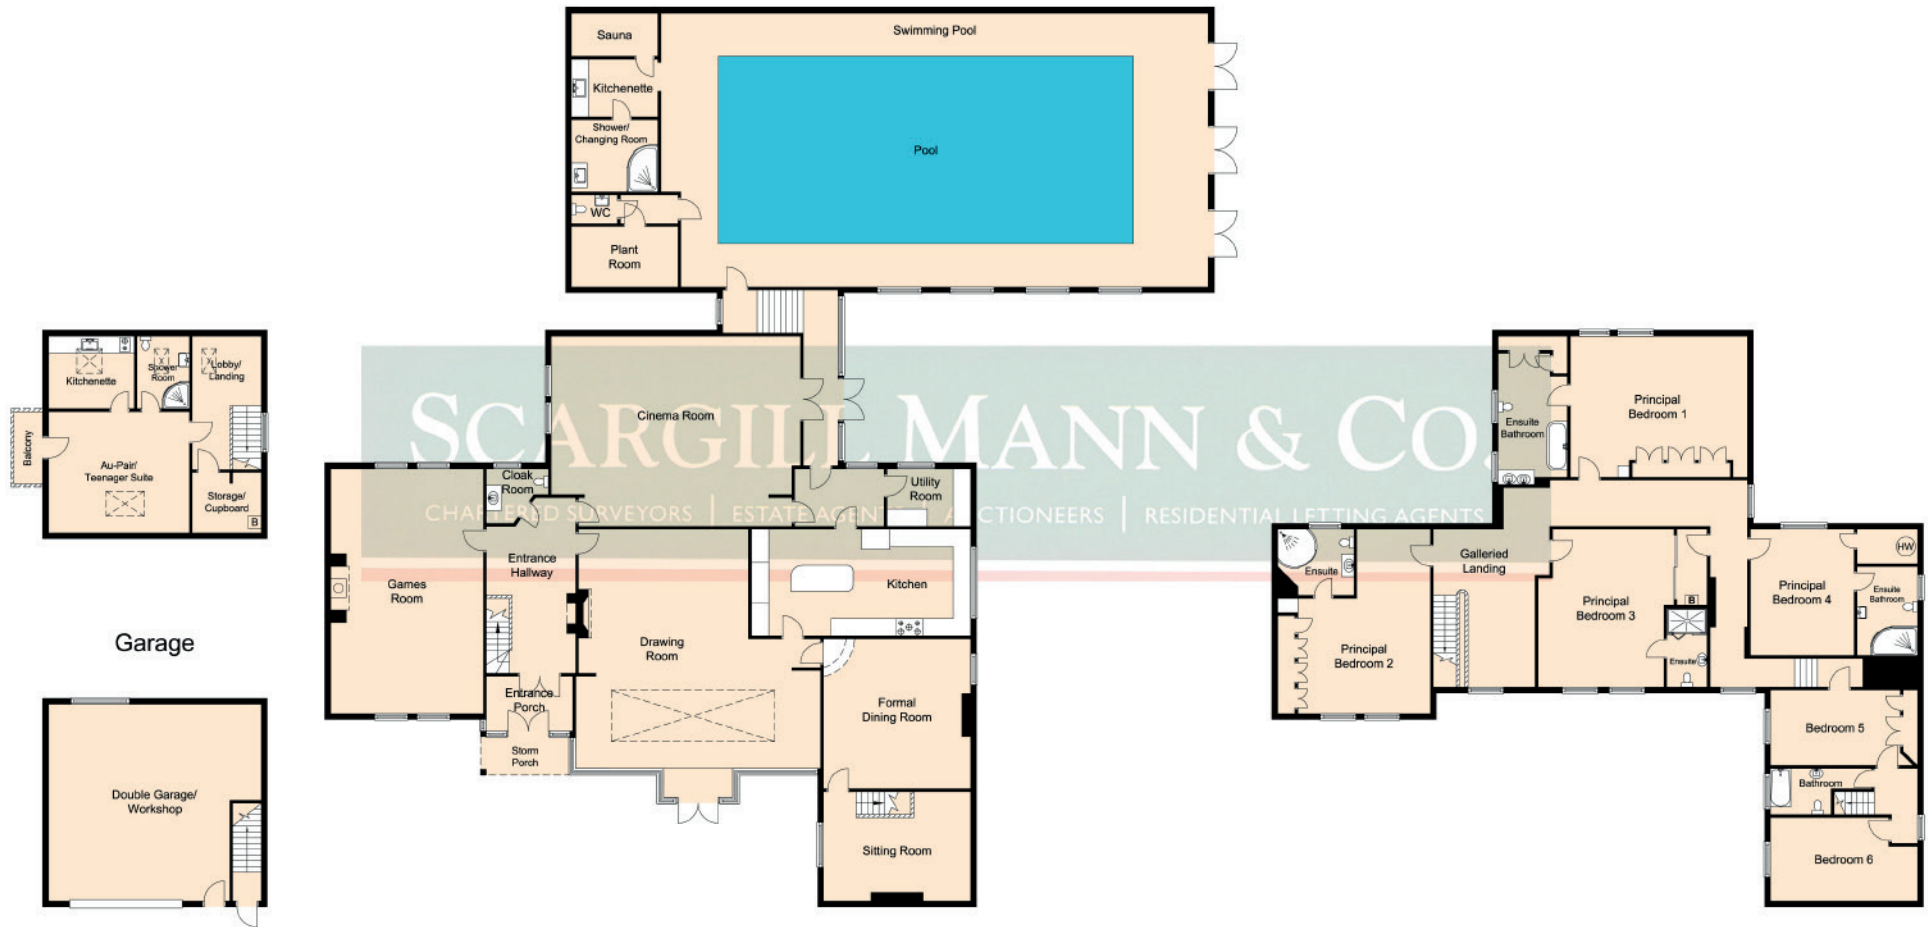 Sauna
Swimming Pool
Kitchenette
Shower/
Changing Room
Pool
WC
Plant
Room
Kitchenette
Shower
Room
Lobby/
Landing
Balcony
Au-Pair/
Teenager Suite
Storage/
Cupboard
B
Garage
Double Garage/
Workshop
SCARGILL MANN & CO.
CHARTERED SURVEYORS | ESTATE AGENTS | AUCTIONEERS | RESIDENTIAL LETTING AGENTS
Cinema Room
Cloak
Room
Utility
Room
Entrance
Hallway
Games
Room
Kitchen
Drawing
Room
Entrance
Porch
Storm
Porch
Formal
Dining Room
Sitting Room
Principal
Bedroom 1
Ensuite
Bathroom
Galleried
Landing
Ensuite
Principal
Bedroom 2
Principal
Bedroom 3
B
Ensuite
Principal
Bedroom 4
HW
Ensuite
Bathroom
Bedroom 5
Bathroom
Bedroom 6